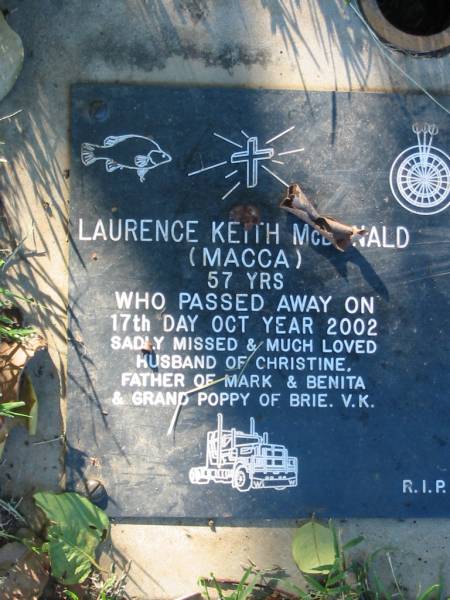 LAURENCE KEITH McDONALD
(MACCA)
57 YRS
WHO PASSED AWAY ON
17th DAY OCT YEAR 2002
SADLY MISSED & MUCH LOVED
HUSBAND OF CHRISTINE,
FATHER OF MARK & BENITA
& GRAND POPPY OF BRIE. V.K.
R.I.P.